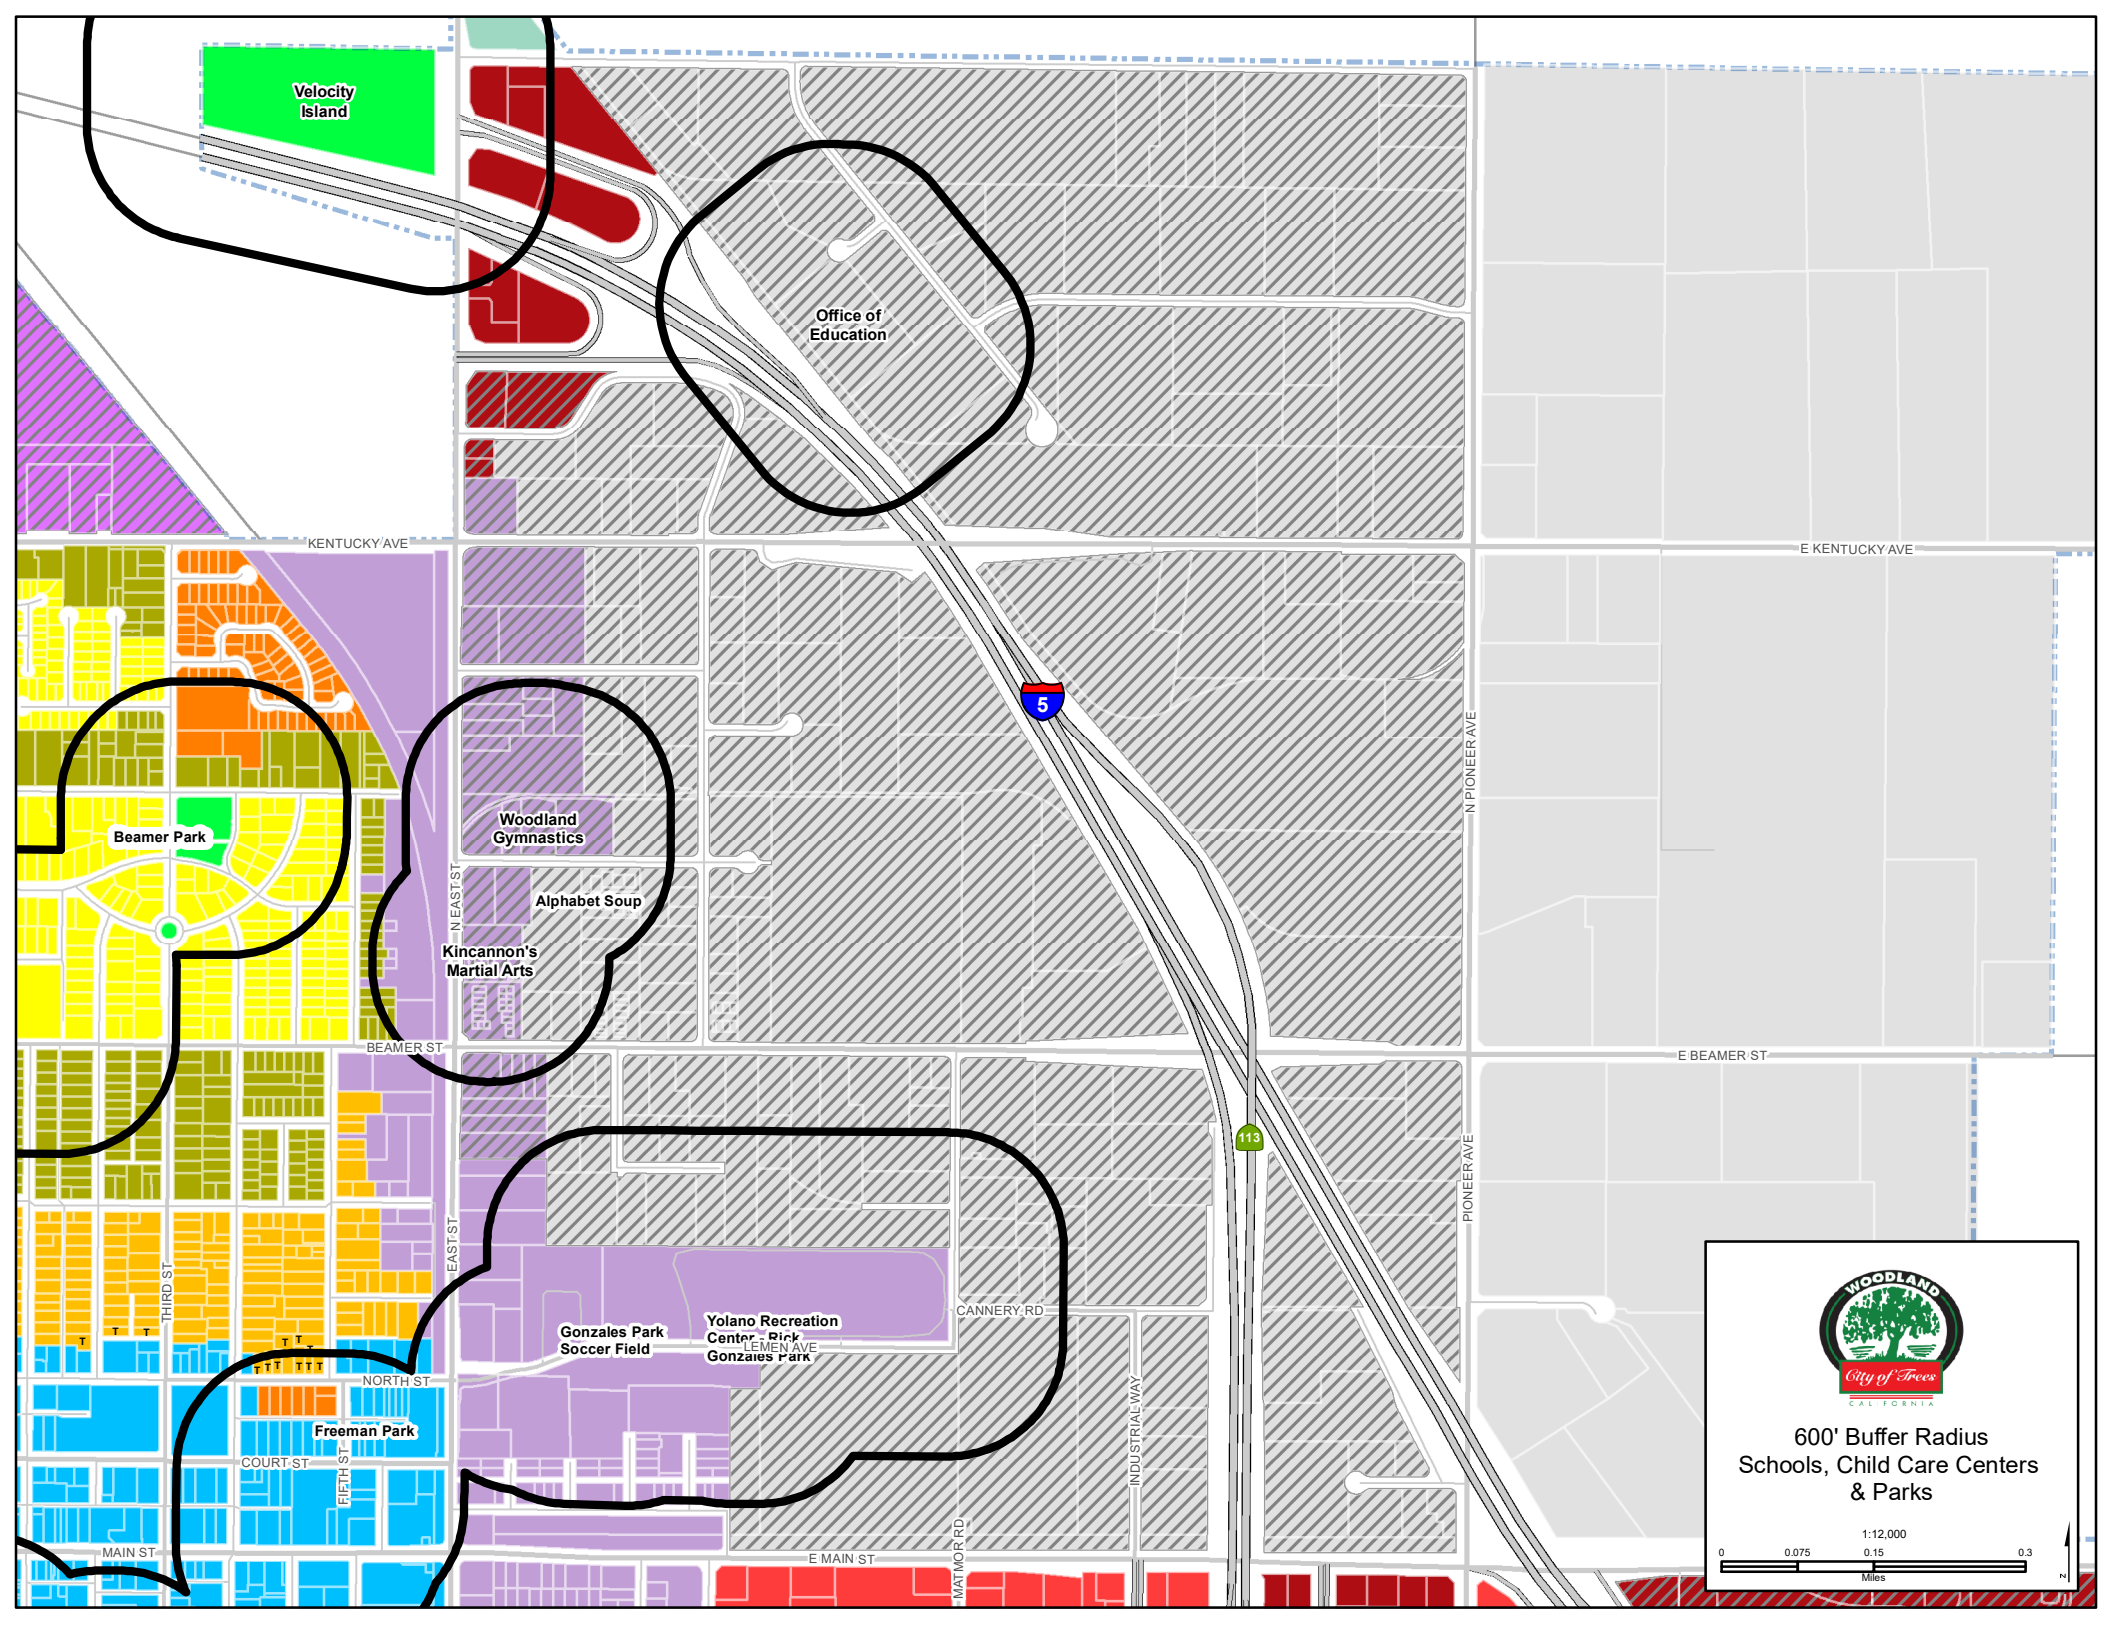 Velocity
Island
Office of
Education
KENTUCKY AVE
E KENTUCKY AVE
5
N PIONEER AVE
Beamer Park
Woodland
Gymnastics
Alphabet Soup
N EAST ST
Kincannon's
Martial Arts
BEAMER ST
E BEAMER ST
113
PIONEER AVE
EAST ST
THIRD ST
CANNERY RD
Gonzales Park
Soccer Field
Yolano Recreation
Center - Rick
Gonzales Park
LEMEN AVE
T
T
T
T
T
T
T
T
T
T
T
T
NORTH ST
Freeman Park
COURT ST
FIFTH ST
INDUSTRIAL WAY
MAIN ST
E MAIN ST
MATMOR RD
WOODLAND
City of Trees
CALIFORNIA
600' Buffer Radius
Schools, Child Care Centers
& Parks
1:12,000
0 0.075 0.15 0.3
Miles
N